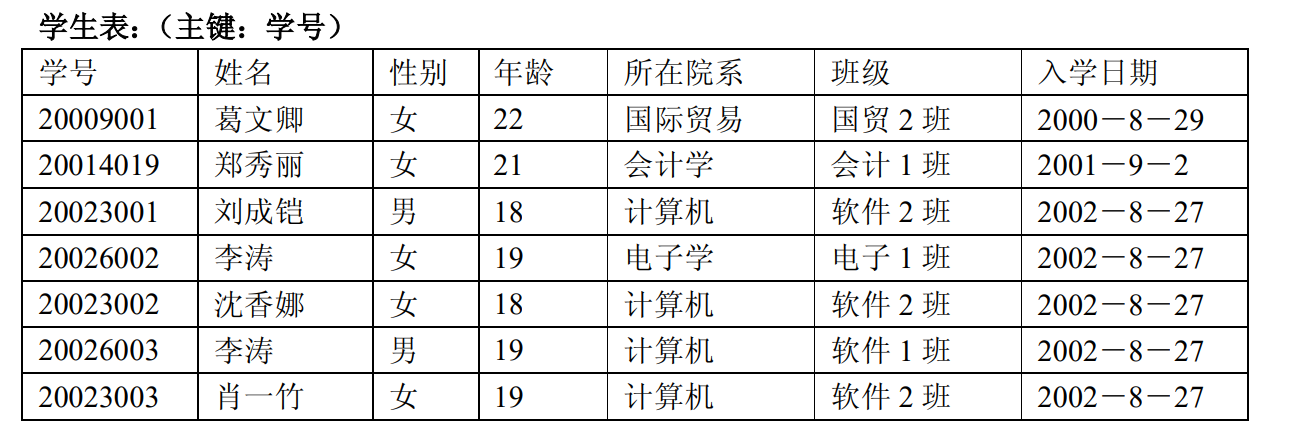 学生表：（主键：学号）
学号 姓名 性别 年龄 所在院系 班级 入学日期
20009001 葛文卿 女 22 国际贸易 国贸 2 班 2000－8－29
20014019 郑秀丽 女 21 会计学 会计 1 班 2001－9－2
20023001 刘成铠 男 18 计算机 软件 2 班 2002－8－27
20026002 李涛 女 19 电子学 电子 1 班 2002－8－27
20023002 沈香娜 女 18 计算机 软件 2 班 2002－8－27
20026003 李涛 男 19 计算机 软件 1 班 2002－8－27
20023003 肖一竹 女 19 计算机 软件 2 班 2002－8－27